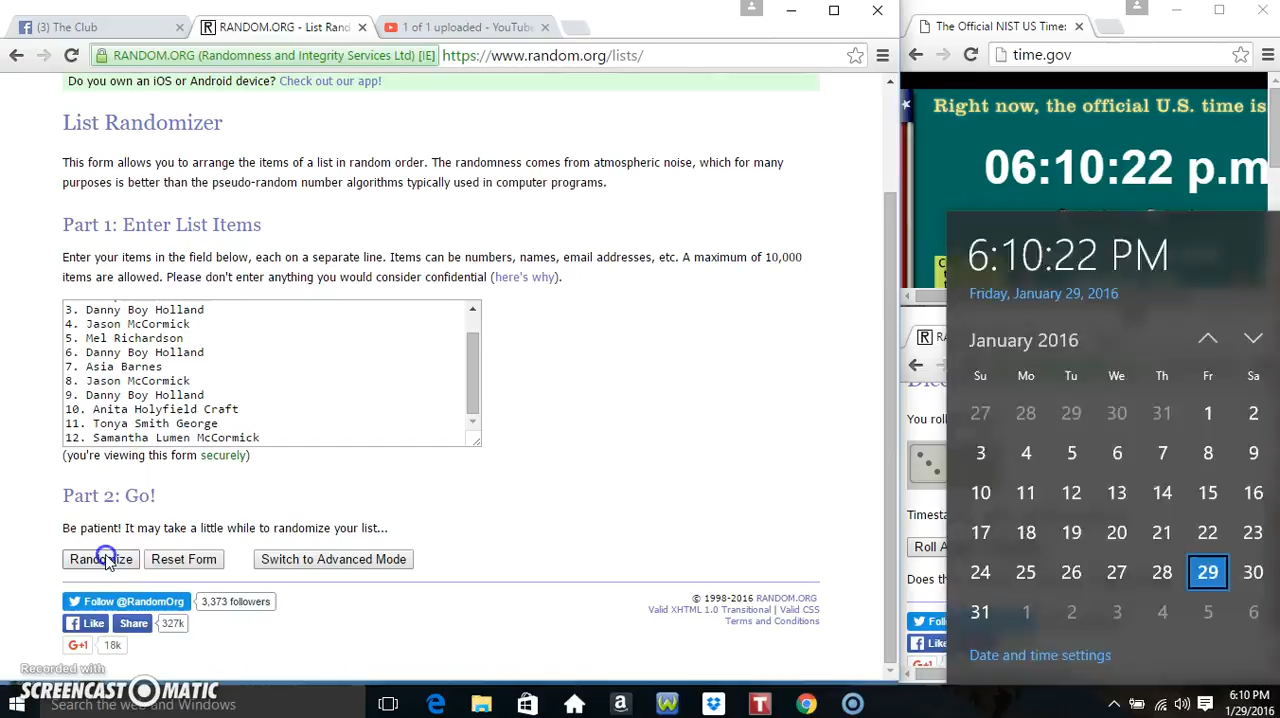 (3) The Club
RANDOM.ORG - List Rand
1 of 1 uploaded - YouTube
RANDOM.ORG (Randomness and Integrity Services Ltd) [IE]
https://www.random.org/lists/
Do you own an iOS or Android device? Check out our app!
List Randomizer
This form allows you to arrange the items of a list in random order. The randomness comes from atmospheric noise, which for many
purposes is better than the pseudo-random number algorithms typically used in computer programs.
Part 1: Enter List Items
Enter your items in the field below, each on a separate line. Items can be numbers, names, email addresses, etc. A maximum of 10,000
items are allowed. Please don't enter anything you would consider confidential (here's why).
3. Danny Boy Holland
4. Jason McCormick
5. Mel Richardson
6. Danny Boy Holland
7. Asia Barnes
8. Jason McCormick
9. Danny Boy Holland
10. Anita Holyfield Craft
11. Tonya Smith George
12. Samantha Lumen McCormick
(you're viewing this form securely)
Part 2: Go!
Be patient! It may take a little while to randomize your list...
Randomize
Reset Form
Switch to Advanced Mode
Follow @RandomOrg
3,373 followers
Like
Share
327k
G+1
18k
© 1998-2016 RANDOM.ORG
Valid XHTML 1.0 Transitional | Valid CSS
Terms and Conditions
Recorded with
SCREENCAST-O-MATIC
Search the web and Windows
The Official NIST US Time:
time.gov
Right now, the official U.S. time is
06:10:22 p.m
6:10:22 PM
Friday, January 29, 2016
January 2016
Su Mo Tu We Th Fr Sa
27 28 29 30 31 1 2
3 4 5 6 7 8 9
10 11 12 13 14 15 16
17 18 19 20 21 22 23
24 25 26 27 28 29 30
31 1 2 3 4 5 6
Date and time settings
You roll
Timesta
Roll A
Does th
Foll
Like
6:10 PM
1/29/2016